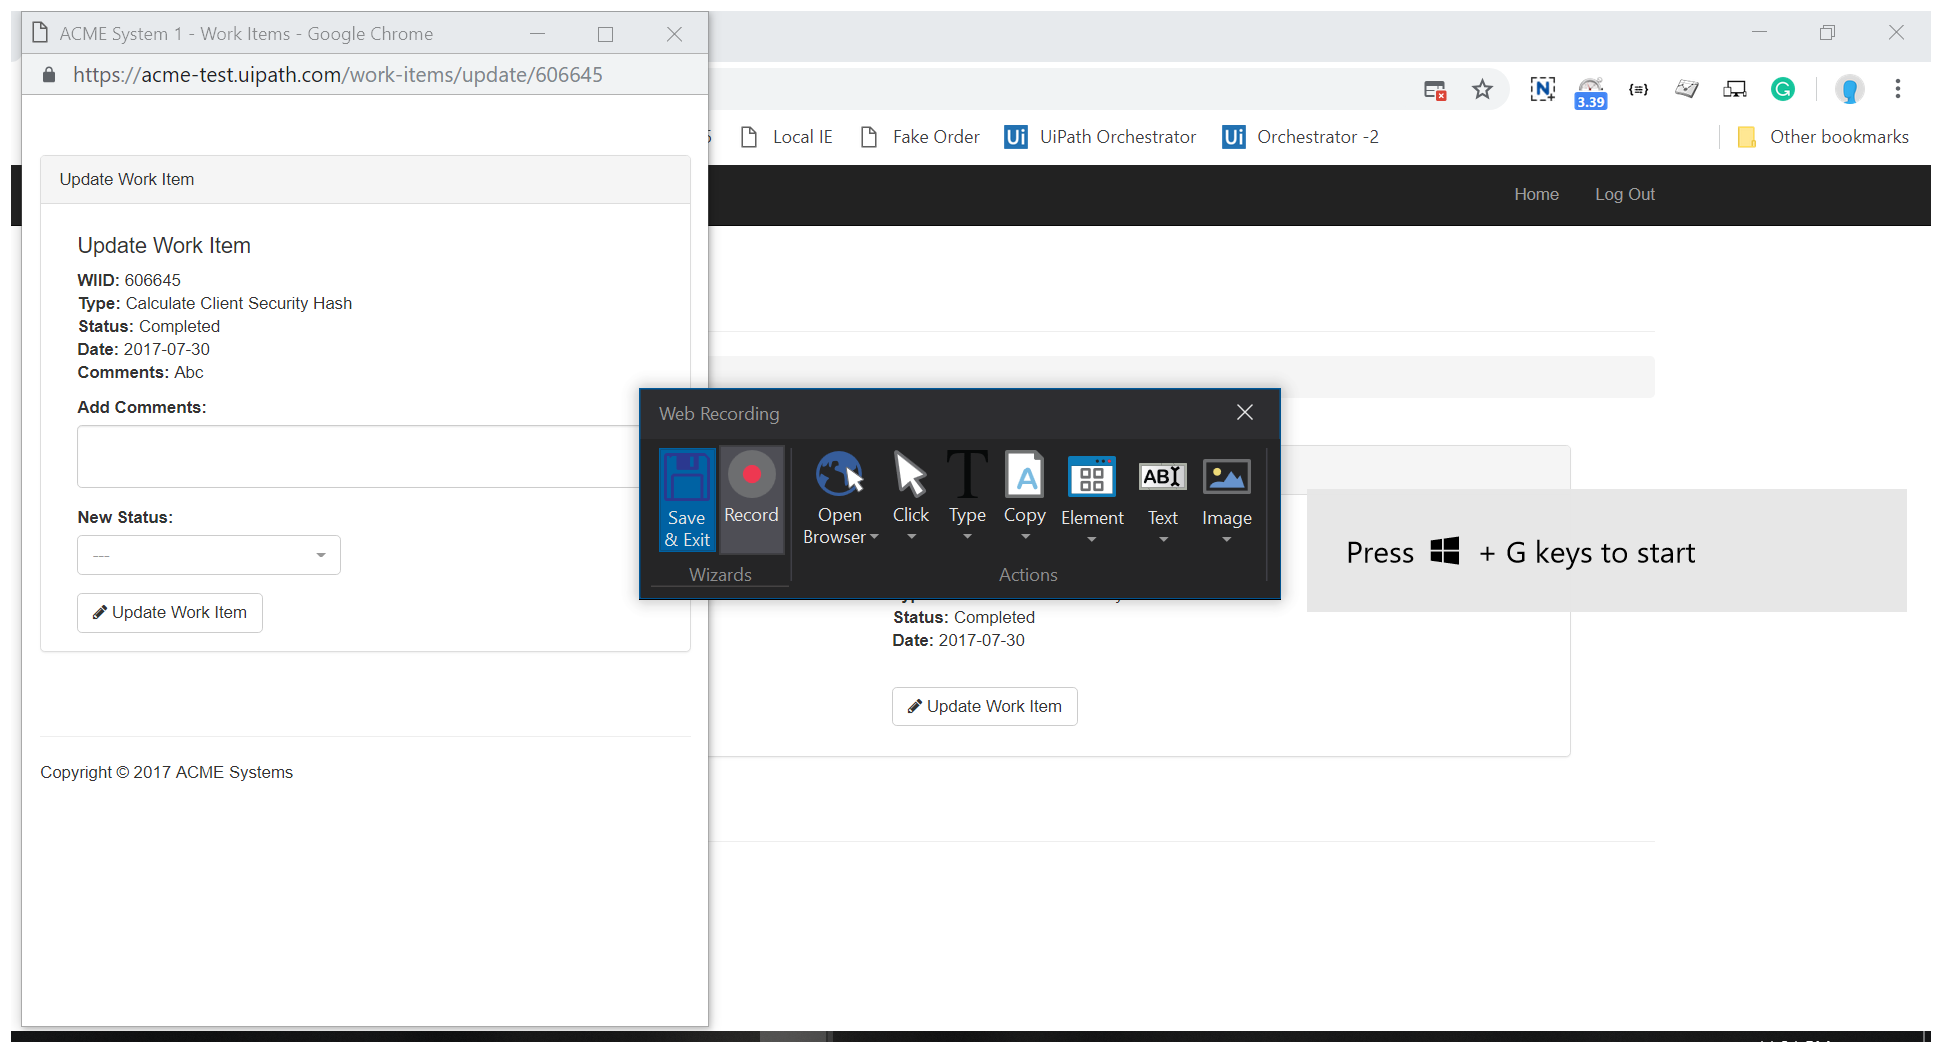 ACME System 1 - Work Items - Google Chrome
https://acme-test.uipath.com/work-items/update/606645
Update Work Item
Update Work Item
WIID: 606645
Type: Calculate Client Security Hash
Status: Completed
Date: 2017-07-30
Comments: Abc
Add Comments:
New Status:
---
Update Work Item
Copyright © 2017 ACME Systems
3.39
Local IE
Fake Order
Ui UiPath Orchestrator
Ui Orchestrator -2
Other bookmarks
Home
Log Out
Web Recording
Save & Exit
Record
Open Browser
Click
Type
Copy
Element
Text
Image
Wizards
Actions
Press + G keys to start
Status: Completed
Date: 2017-07-30
Update Work Item